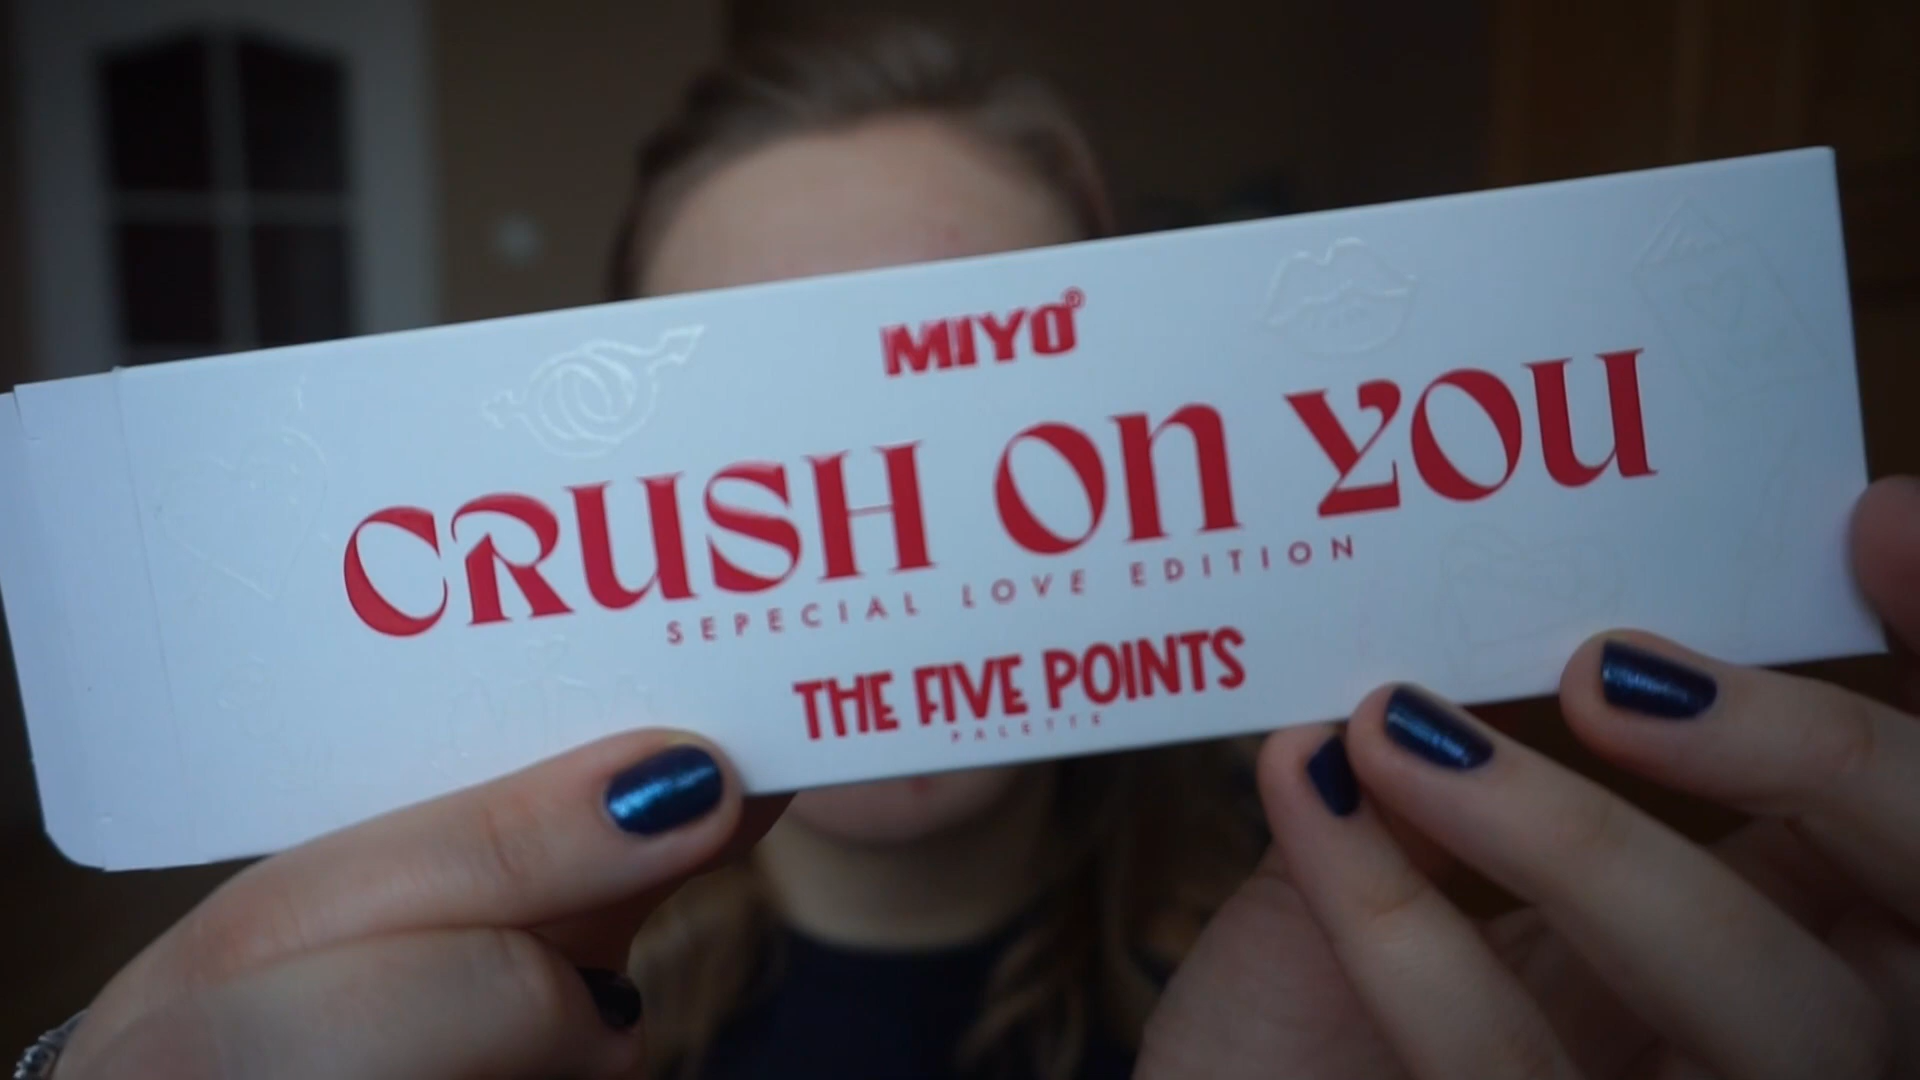 MIYO®
CRUSH ON YOU
SEPECIAL LOVE EDITION
THE FIVE POINTS
PALETTE